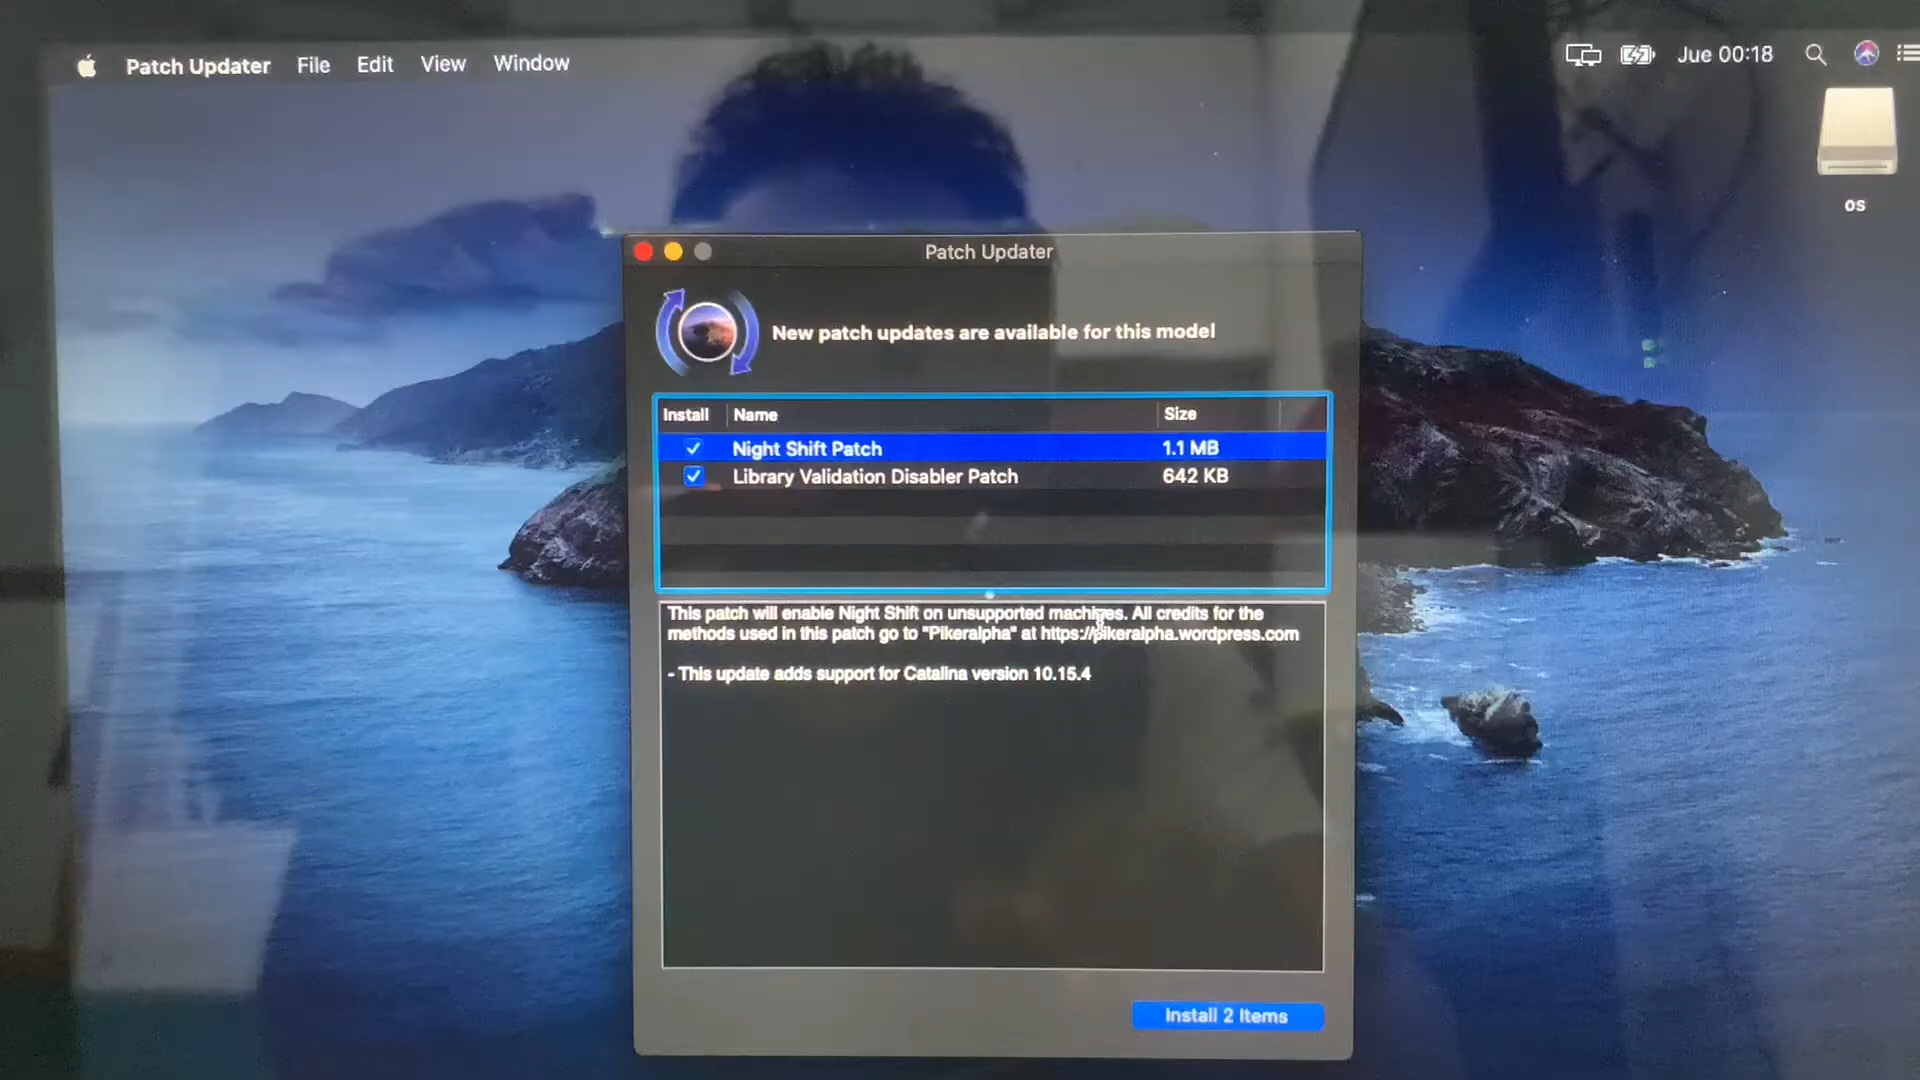 Patch Updater File Edit View Window
Jue 00:18
os
Patch Updater
New patch updates are available for this model
Install Name Size
Night Shift Patch 1.1 MB
Library Validation Disabler Patch 642 KB
This patch will enable Night Shift on unsupported machines. All credits for the
methods used in this patch go to "Pikeralpha" at https://pikeralpha.wordpress.com
- This update adds support for Catalina version 10.15.4
Install 2 Items